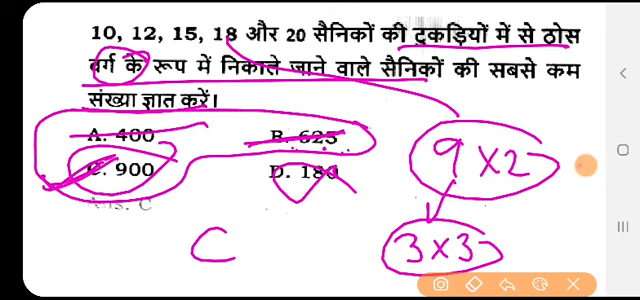 10, 12, 15, 18 और 20 सैनिकों की टुकड़ियों में से ठोस
वर्ग के रूप में निकाले जाने वाले सैनिकों की सबसे कम
संख्या ज्ञात करें।
A. 400 B. 625
C. 900 D. 180
Ans. C
9 X 2
C 3 X 3